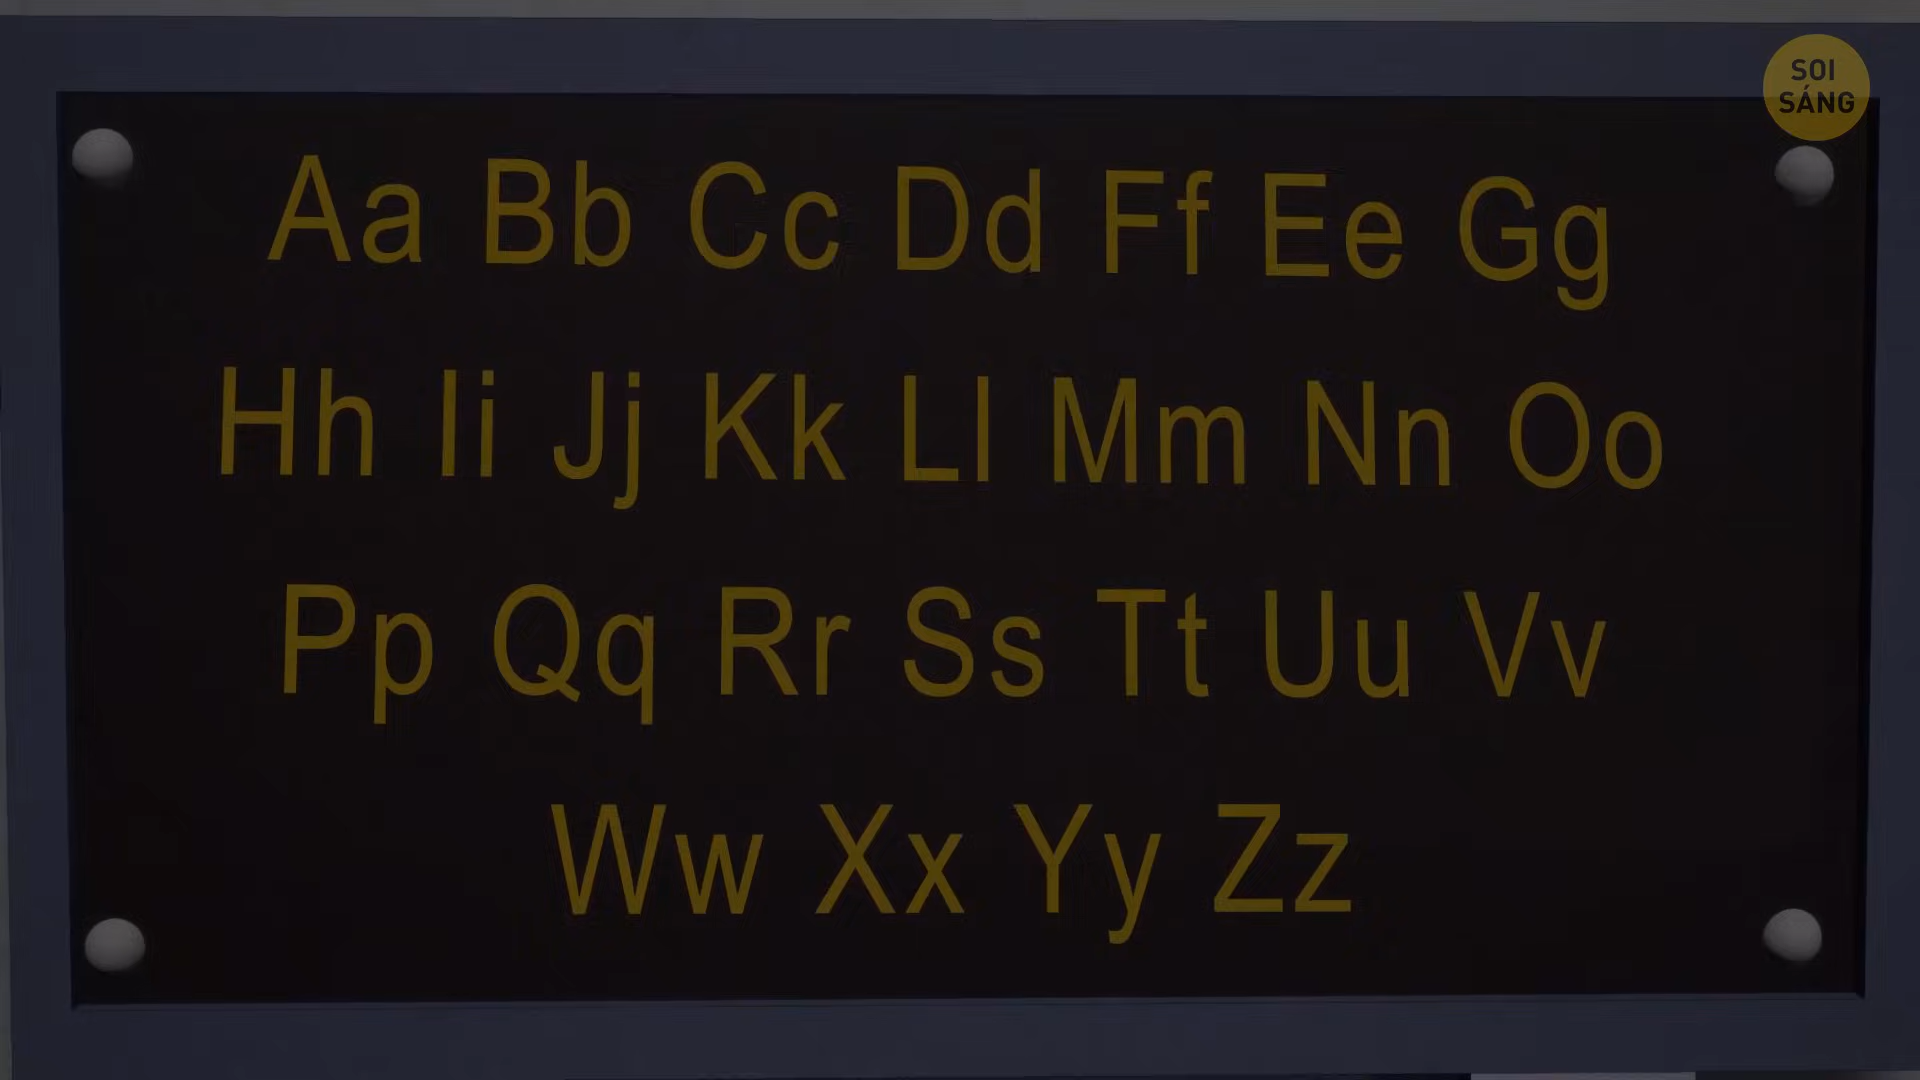 SOI
SÁNG
Aa Bb Cc Dd Ff Ee Gg
Hh Ii Jj Kk Ll Mm Nn Oo
Pp Qq Rr Ss Tt Uu Vv
Ww Xx Yy Zz